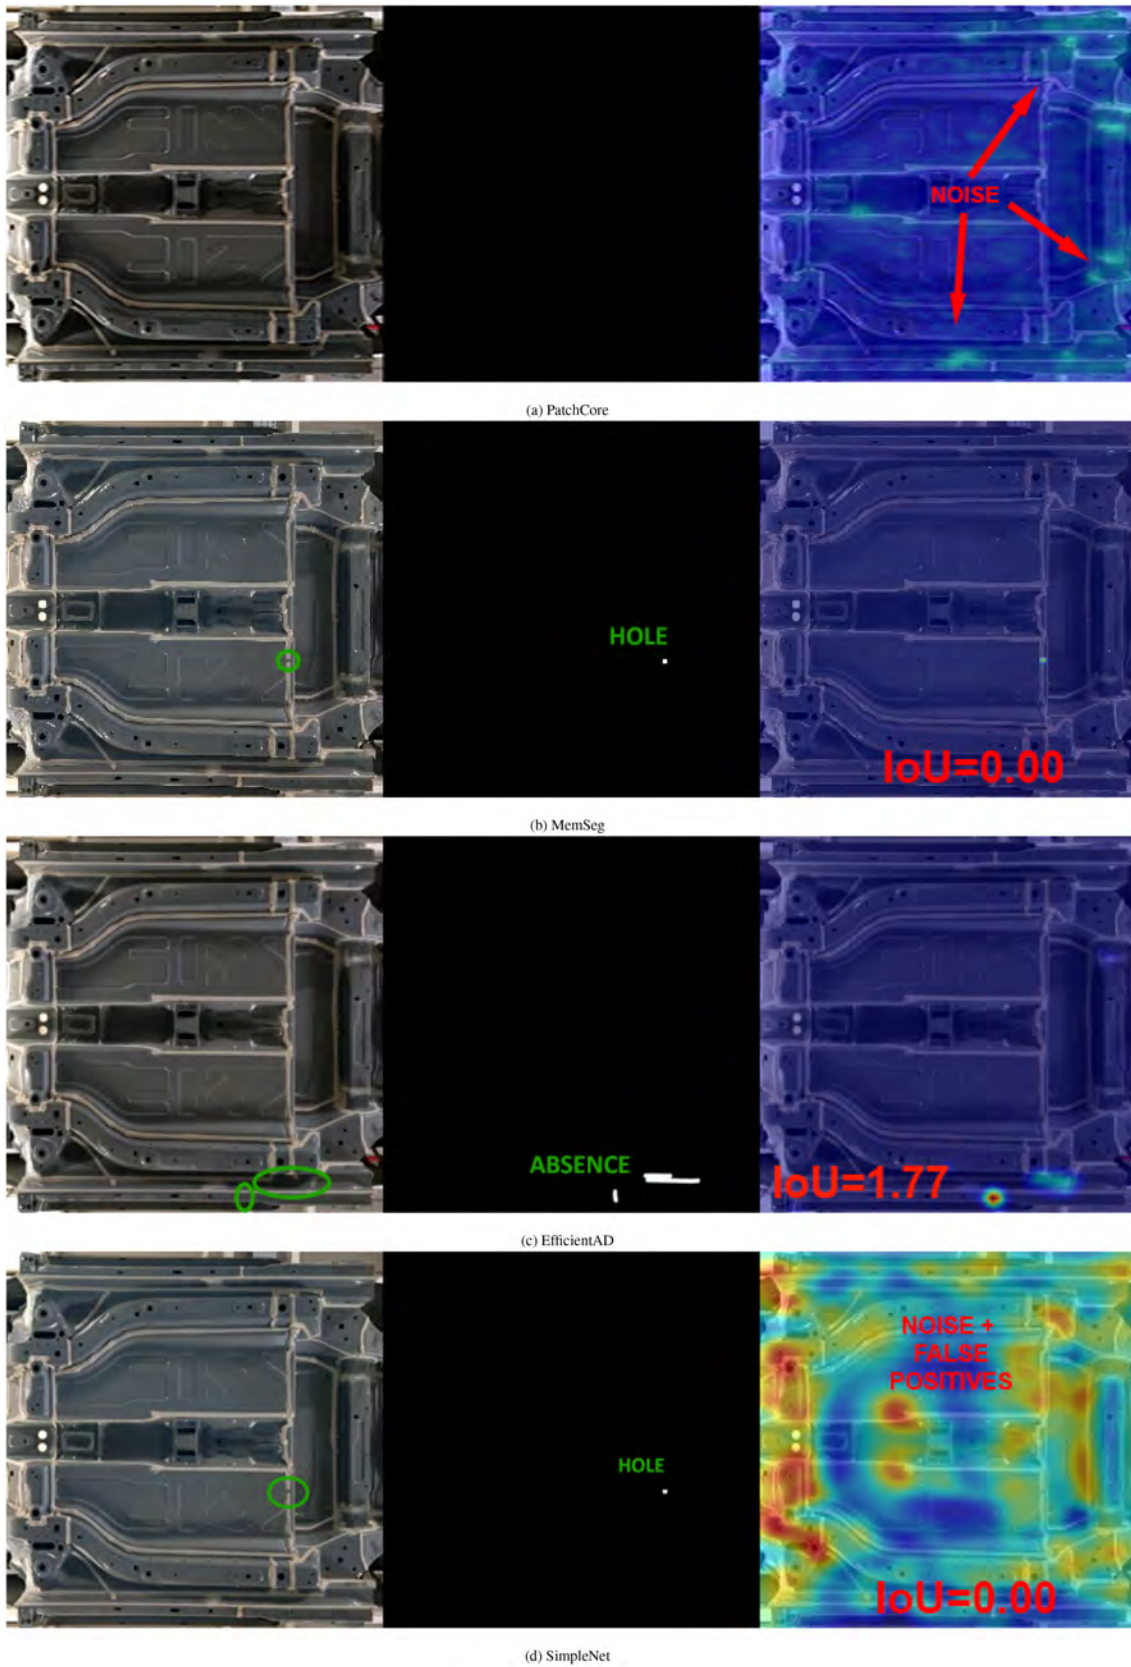 NOISE
(a) PatchCore
HOLE
IoU=0.00
(b) MemSeg
ABSENCE
IoU=1.77
(c) EfficientAD
NOISE +
FALSE
POSITIVES
HOLE
IoU=0.00
(d) SimpleNet